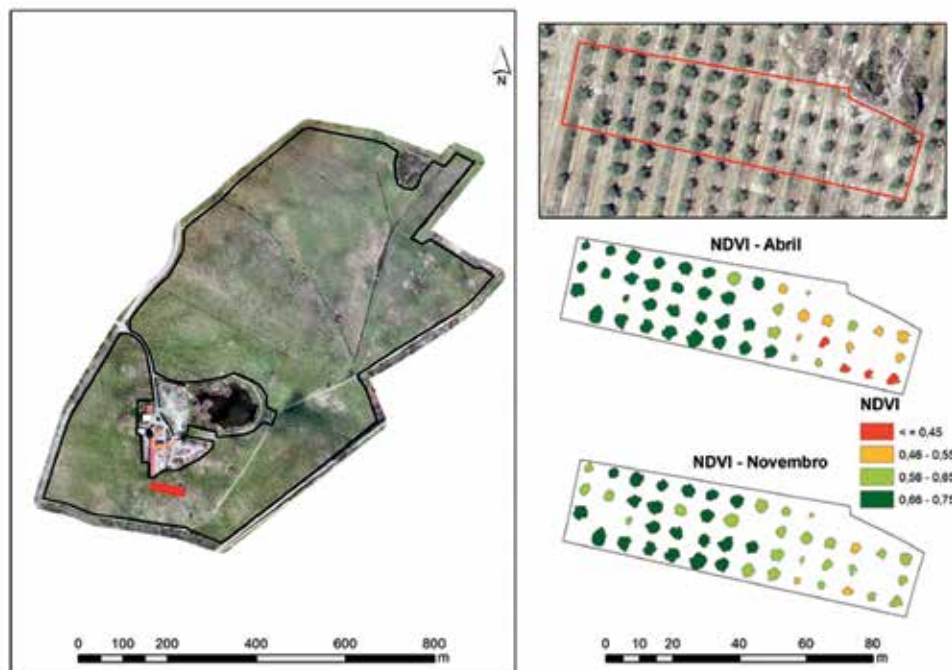 N
NDVI - Abril
NDVI
< = 0,45
0,46 - 0,55
0,56 - 0,65
0,66 - 0,75
NDVI - Novembro
0 50 100 200 400 600 800
m
0 10 20 40 60 80
m